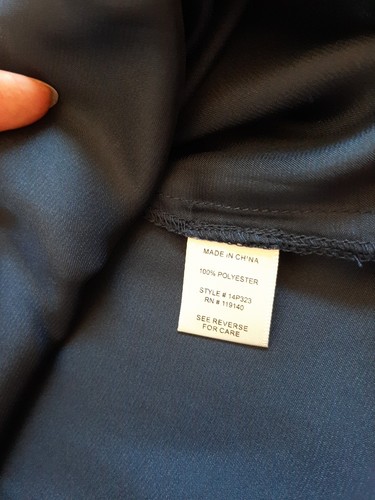 MADE IN CHINA
100% POLYESTER
STYLE # 14P323
RN # 119140
SEE REVERSE
FOR CARE